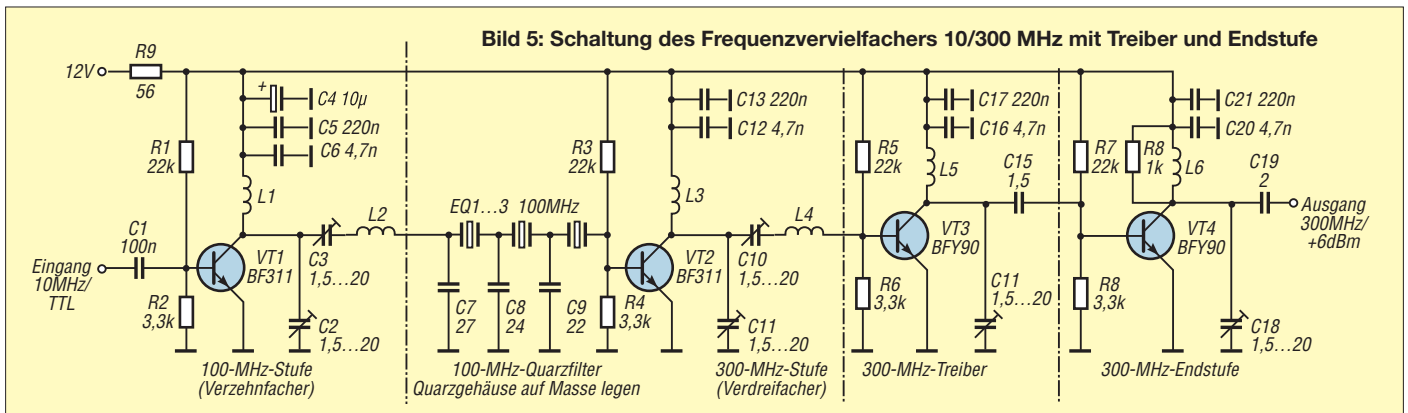 Bild 5: Schaltung des Frequenzvervielfachers 10/300 MHz mit Treiber und Endstufe
12V
R9
56
+
C4 10µ
C5 220n
C6 4,7n
R1
22k
L1
C1
100n
VT1
BF311
Eingang
10MHz/
TTL
R2
3,3k
C3
1,5...20
C2
1,5...20
L2
100-MHz-Stufe
(Verzehnfacher)
EQ1...3 100MHz
C7
27
C8
24
C9
22
R3
22k
R4
3,3k
100-MHz-Quarzfilter
Quarzgehäuse auf Masse legen
C13 220n
C12 4,7n
L3
VT2
BF311
C10
1,5...20
C11
1,5...20
L4
300-MHz-Stufe
(Verdreifacher)
R5
22k
R6
3,3k
C17 220n
C16 4,7n
L5
C15
1,5
VT3
BFY90
C11
1,5...20
300-MHz-Treiber
R7
22k
R8
1k
C21 220n
C20 4,7n
L6
C19
2
VT4
BFY90
R8
3,3k
C18
1,5...20
Ausgang
300MHz/
+6dBm
300-MHz-Endstufe